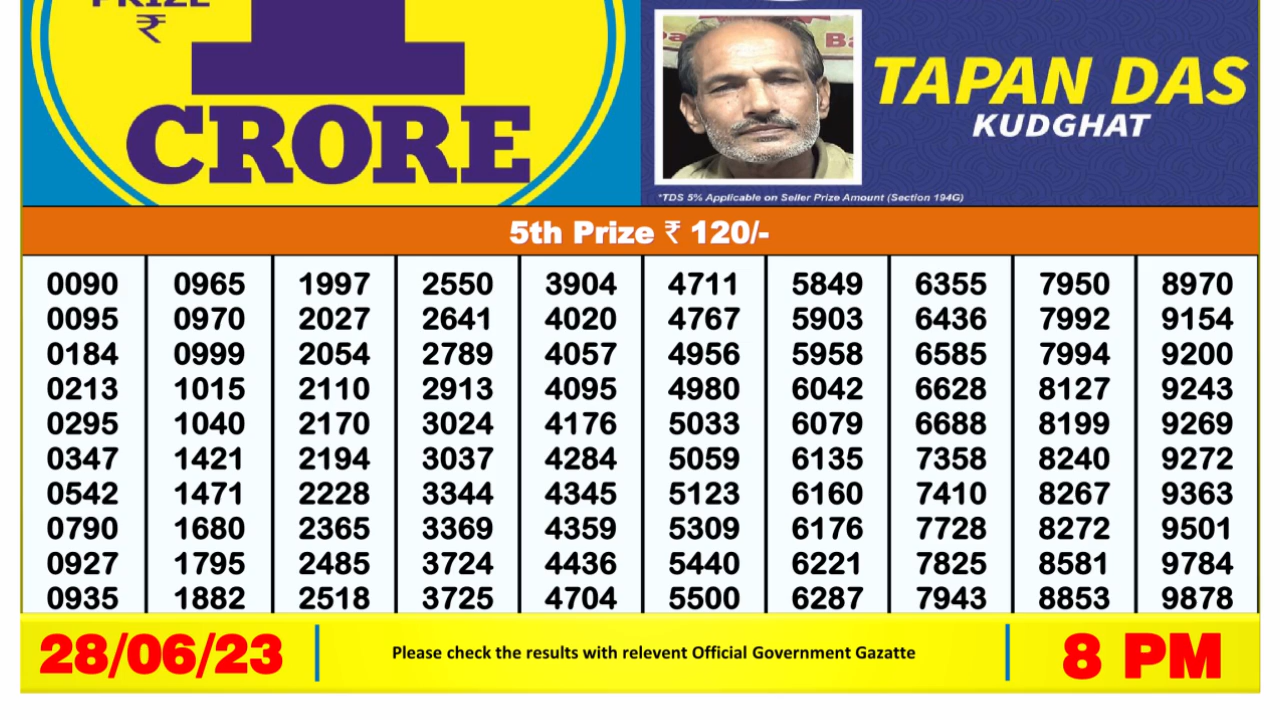 PRIZE
₹
1
CRORE
Pa Ba
TAPAN DAS
KUDGHAT
*TDS 5% Applicable on Seller Prize Amount (Section 194G)
5th Prize ₹ 120/-
0090 0965 1997 2550 3904 4711 5849 6355 7950 8970
0095 0970 2027 2641 4020 4767 5903 6436 7992 9154
0184 0999 2054 2789 4057 4956 5958 6585 7994 9200
0213 1015 2110 2913 4095 4980 6042 6628 8127 9243
0295 1040 2170 3024 4176 5033 6079 6688 8199 9269
0347 1421 2194 3037 4284 5059 6135 7358 8240 9272
0542 1471 2228 3344 4345 5123 6160 7410 8267 9363
0790 1680 2365 3369 4359 5309 6176 7728 8272 9501
0927 1795 2485 3724 4436 5440 6221 7825 8581 9784
0935 1882 2518 3725 4704 5500 6287 7943 8853 9878
28/06/23
Please check the results with relevent Official Government Gazatte
8 PM